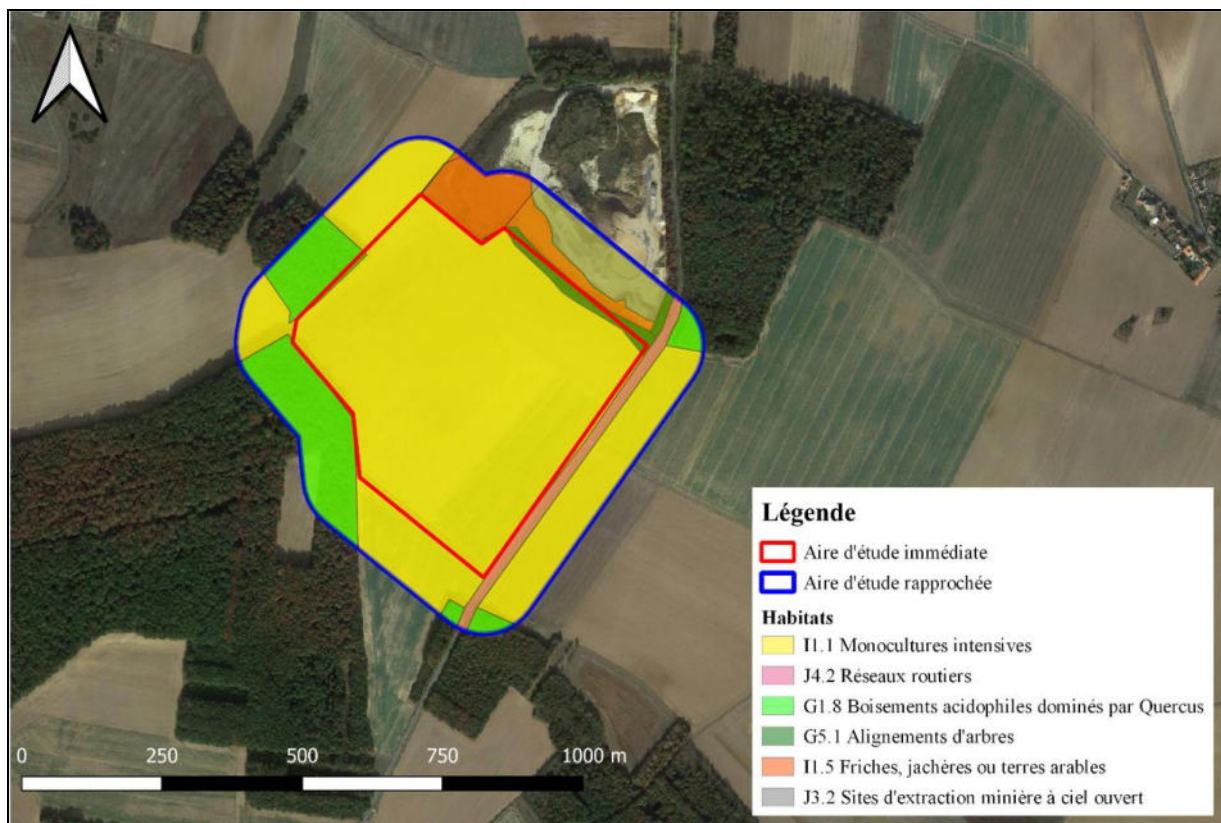 Légende
Aire d'étude immédiate
Aire d'étude rapprochée
Habitats
I1.1 Monocultures intensives
J4.2 Réseaux routiers
G1.8 Boisements acidophiles dominés par Quercus
G5.1 Alignements d'arbres
I1.5 Friches, jachères ou terres arables
J3.2 Sites d'extraction minière à ciel ouvert
0 250 500 750 1000 m